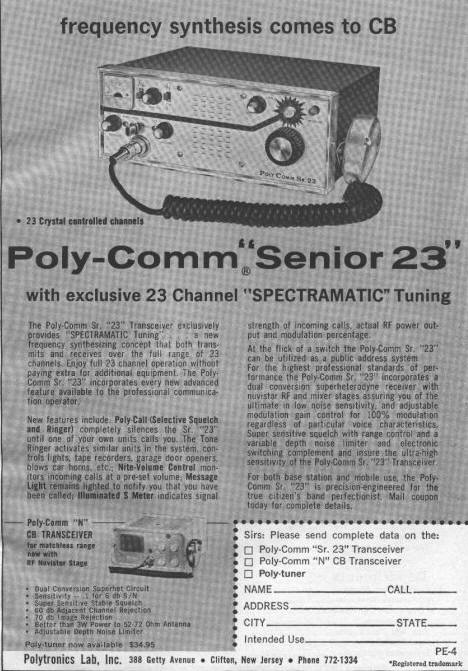 frequency synthesis comes to CB
POLY COMM SR. 23
• 23 Crystal controlled channels
Poly-Comm® "Senior 23"
with exclusive 23 Channel "SPECTRAMATIC" Tuning
The Poly-Comm Sr. "23" Transceiver exclusively
provides "SPECTRAMATIC Tuning" . . . a new
frequency synthesizing concept that both trans-
mits and receives over the full range of 23
channels. Enjoy full 23 channel operation without
paying extra for additional equipment. The Poly-
Comm Sr. "23" incorporates every new advanced
feature available to the professional communica-
tion operator.
New features include: Poly-Call (Selective Squelch
and Ringer) completely silences the Sr. "23"
until one of your own units calls you. The Tone
Ringer activates similar units in the system, con-
trols lights, tape recorders, garage door openers,
blows car horns, etc.; Nite-Volume Control mon-
itors incoming calls at a pre-set volume; Message
Light remains lighted to notify you that you have
been called; Illuminated S Meter indicates signal
strength of incoming calls, actual RF power out-
put and modulation percentage.
At the flick of a switch the Poly-Comm Sr. "23"
can be utilized as a public address system.
For the highest professional standards of per-
formance the Poly-Comm Sr. "23" incorporates a
dual conversion superheterodyne receiver with
nuvistar RF and mixer stages assuring you of the
ultimate in low noise sensitivity, and adjustable
modulation gain control for 100% modulation
regardless of particular voice characteristics.
Super sensitive squelch with range control and a
variable depth noise limiter and electronic
switching complement and insure the ultra-high
sensitivity of the Poly-Comm Sr. "23" Transceiver.
For both base station and mobile use, the Poly-
Comm Sr. "23" is precision-engineered for the
true citizen's band perfectionist. Mail coupon
today for complete details.
Poly-Comm "N"
CB TRANSCEIVER
for matchless range
now with
RF Nuvistor Stage
• Dual Conversion Superhet Circuit
• Sensitivity — .1 for 6 db S/N
• Super Sensitive Stable Squelch
• 60 db Adjacent Channel Rejection
• 70 db Image Rejection
• Better than 3W Power to 52-72 Ohm Antenna
• Adjustable Depth Noise Limiter
Poly-tuner now available $34.95
Sirs: Please send complete data on the:
Poly-Comm "Sr. 23" Transceiver
Poly-Comm "N" CB Transceiver
Poly-tuner
NAME CALL
ADDRESS
CITY STATE
Intended Use
PE-4
Polytronics Lab, Inc. 388 Getty Avenue • Clifton, New Jersey • Phone 772-1334
*Registered trademark